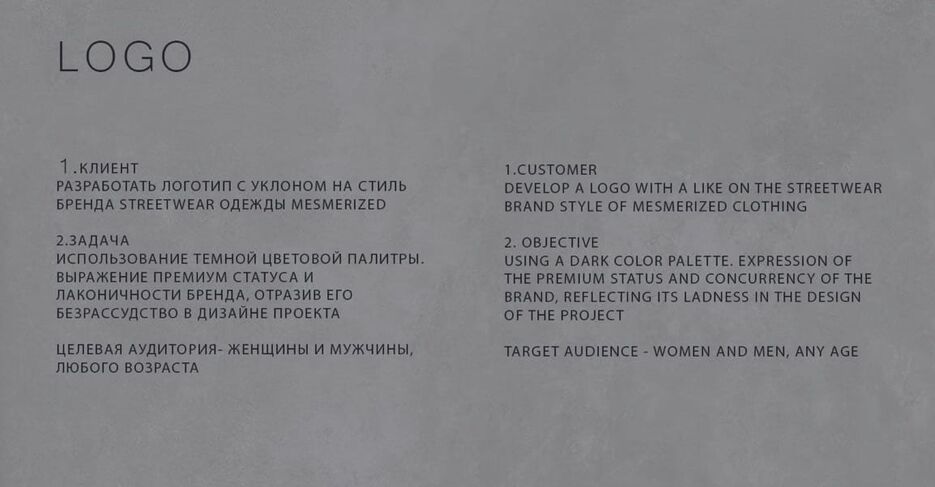 LOGO
1.КЛИЕНТ
РАЗРАБОТАТЬ ЛОГОТИП С УКЛОНОМ НА СТИЛЬ
БРЕНДА STREETWEAR ОДЕЖДЫ MESMERIZED
2.ЗАДАЧА
ИСПОЛЬЗОВАНИЕ ТЕМНОЙ ЦВЕТОВОЙ ПАЛИТРЫ.
ВЫРАЖЕНИЕ ПРЕМИУМ СТАТУСА И
ЛАКОНИЧНОСТИ БРЕНДА, ОТРАЗИВ ЕГО
БЕЗРАССУДСТВО В ДИЗАЙНЕ ПРОЕКТА
ЦЕЛЕВАЯ АУДИТОРИЯ- ЖЕНЩИНЫ И МУЖЧИНЫ,
ЛЮБОГО ВОЗРАСТА
1.CUSTOMER
DEVELOP A LOGO WITH A LIKE ON THE STREETWEAR
BRAND STYLE OF MESMERIZED CLOTHING
2. OBJECTIVE
USING A DARK COLOR PALETTE. EXPRESSION OF
THE PREMIUM STATUS AND CONCURRENCY OF THE
BRAND, REFLECTING ITS LADNESS IN THE DESIGN
OF THE PROJECT
TARGET AUDIENCE - WOMEN AND MEN, ANY AGE